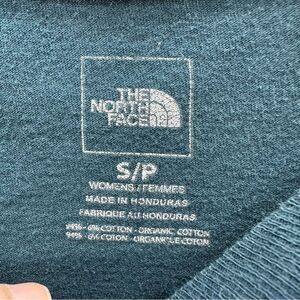 THE
NORTH
FACE
S/P
WOMENS / FEMMES
MADE IN HONDURAS
FABRIQUE AU HONDURAS
94% - 6% COTTON - ORGANIC COTTON
94% - 6% COTON - ORGANIQUE COTON